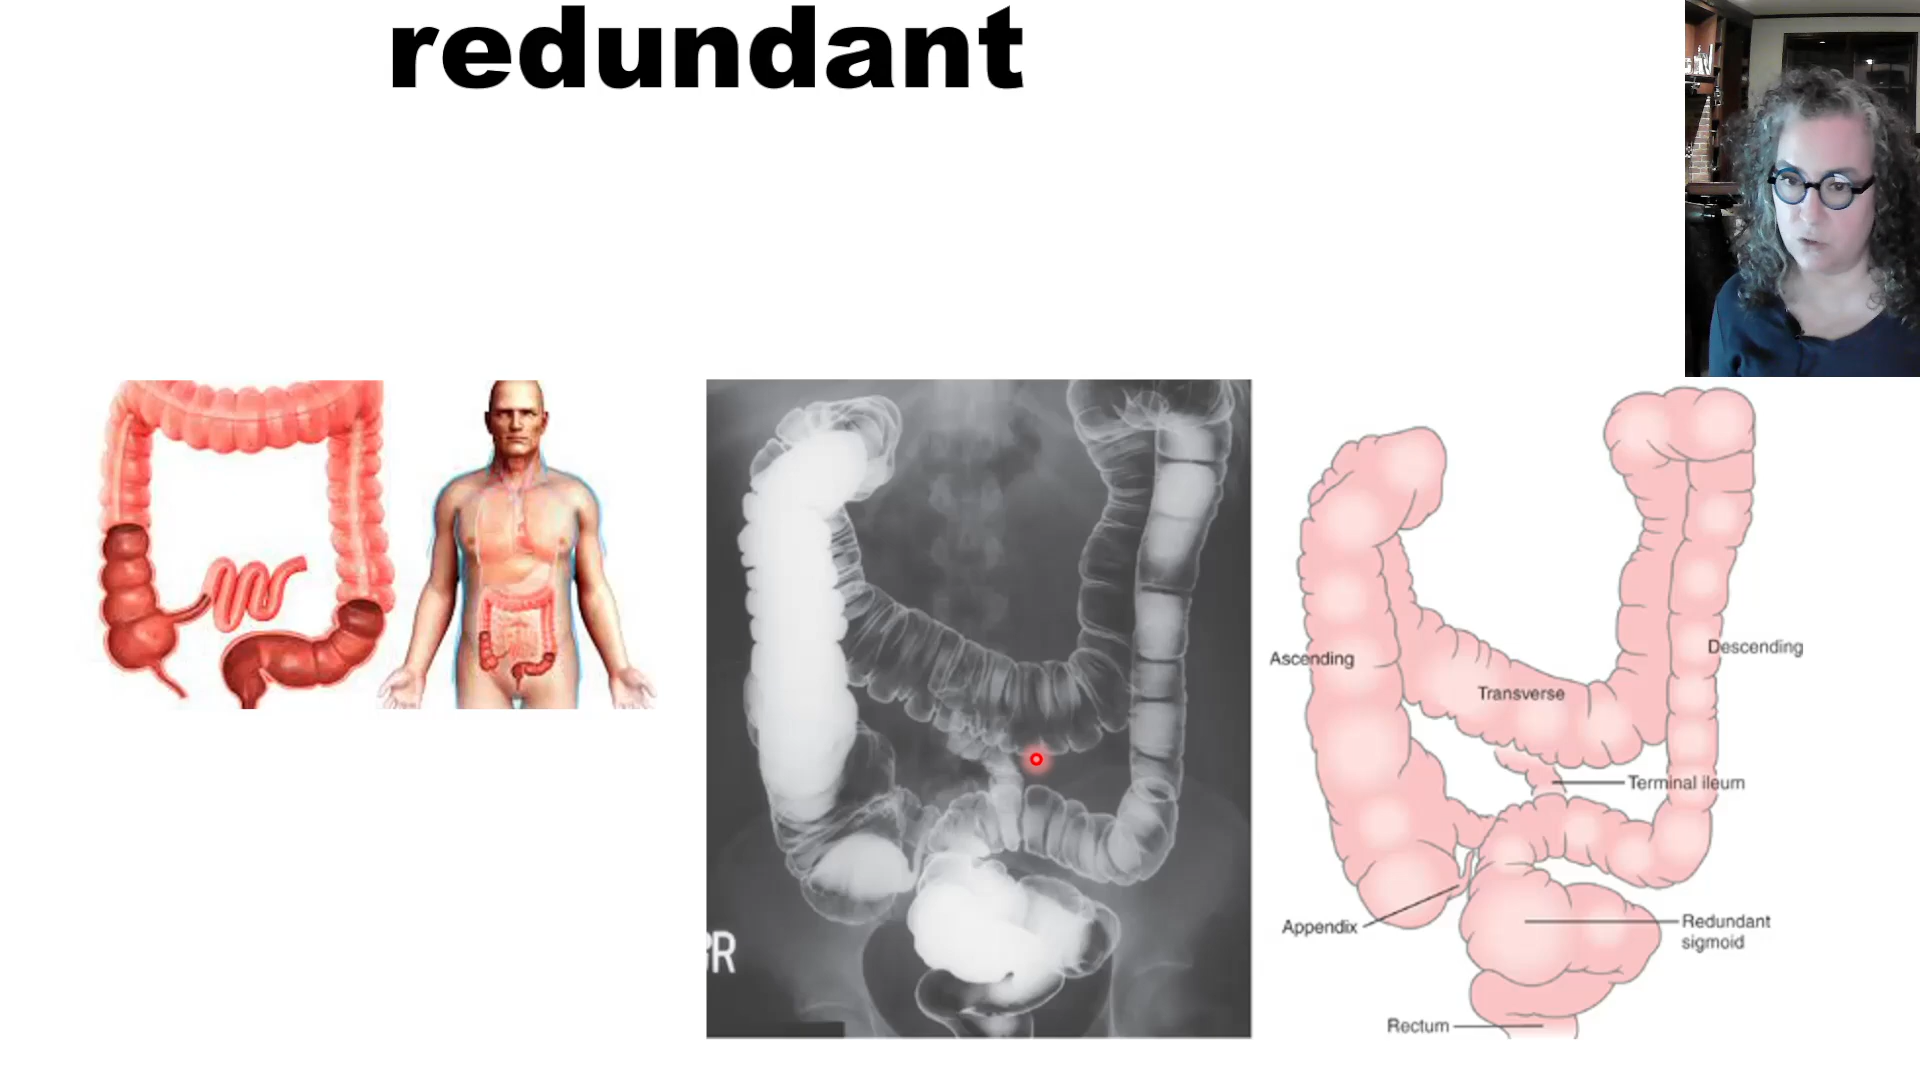 redundant
Ascending
Descending
Transverse
Terminal ileum
Appendix
Redundant
sigmoid
Rectum
R